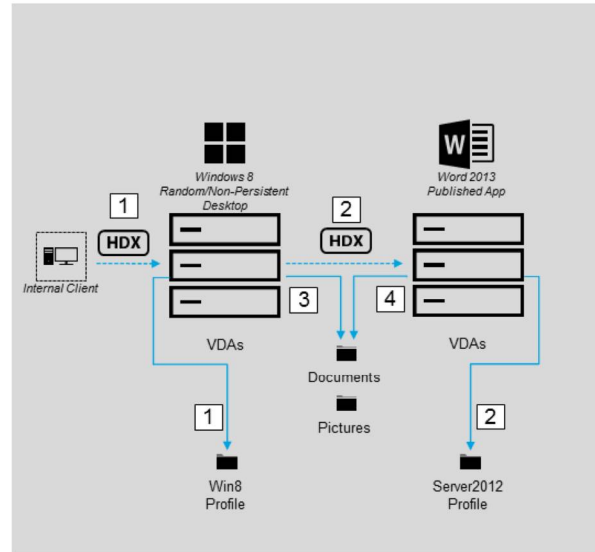 Windows 8
Random/Non-Persistent
Desktop
Word 2013
Published App
1
HDX
2
HDX
W
Internal Client
3
4
VDAs
VDAs
Documents
Pictures
1
2
Win8
Profile
Server2012
Profile